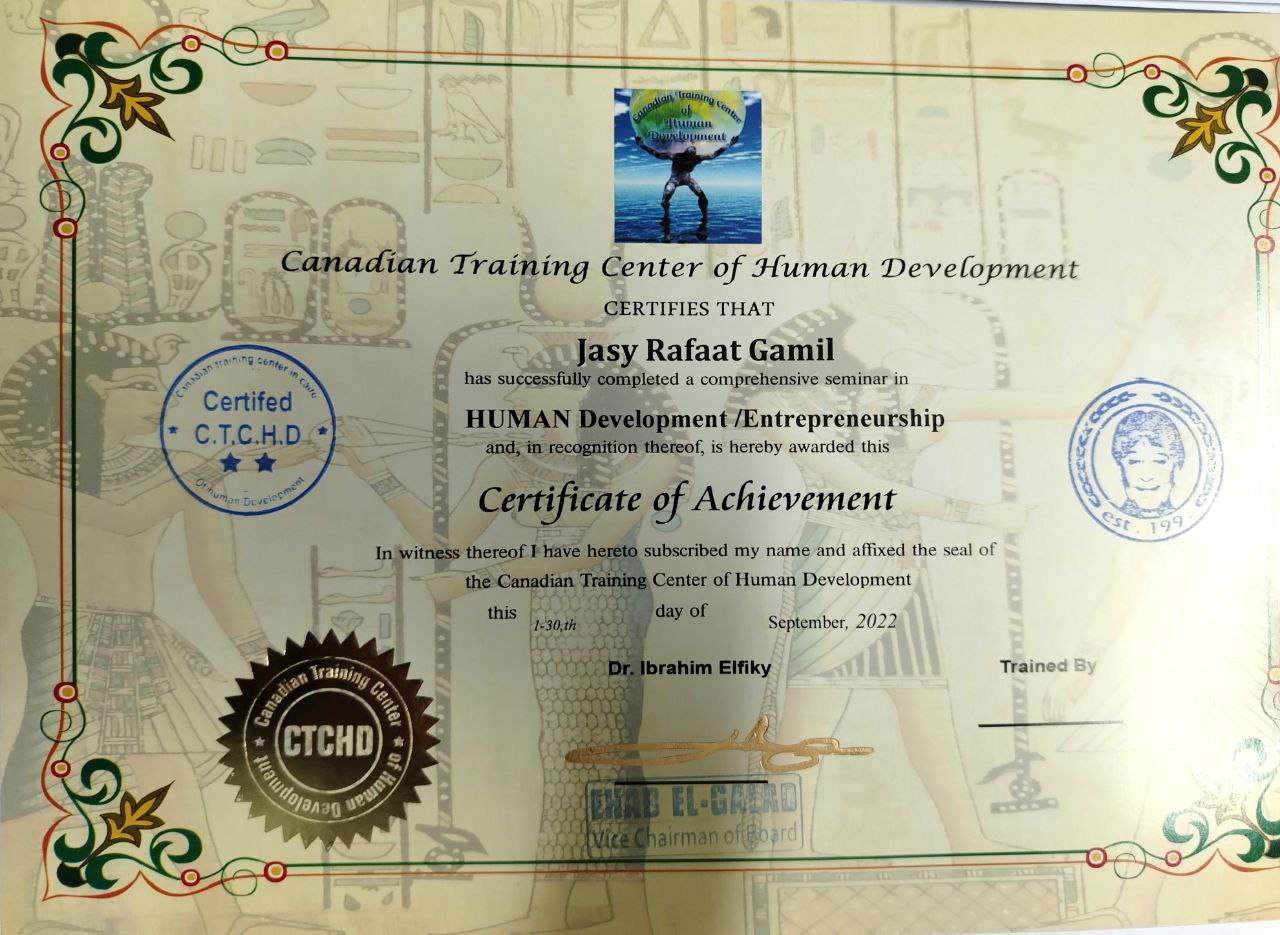 Canadian Training Center
of
Human
Development
Canadian Training Center of Human Development
CERTIFIES THAT
Jasy Rafaat Gamil
has successfully completed a comprehensive seminar in
HUMAN Development /Entrepreneurship
and, in recognition thereof, is hereby awarded this
Certificate of Achievement
In witness thereof I have hereto subscribed my name and affixed the seal of
the Canadian Training Center of Human Development
this 1-30,th day of September, 2022
Dr. Ibrahim Elfiky
Trained By
Canadian training center in cairo
Certifed
C.T.C.H.D
Of human Development
est . 199
Canadian Training Center
CTCHD
of Human Development
EHAB EL-GALAD
Vice Chairman of Board